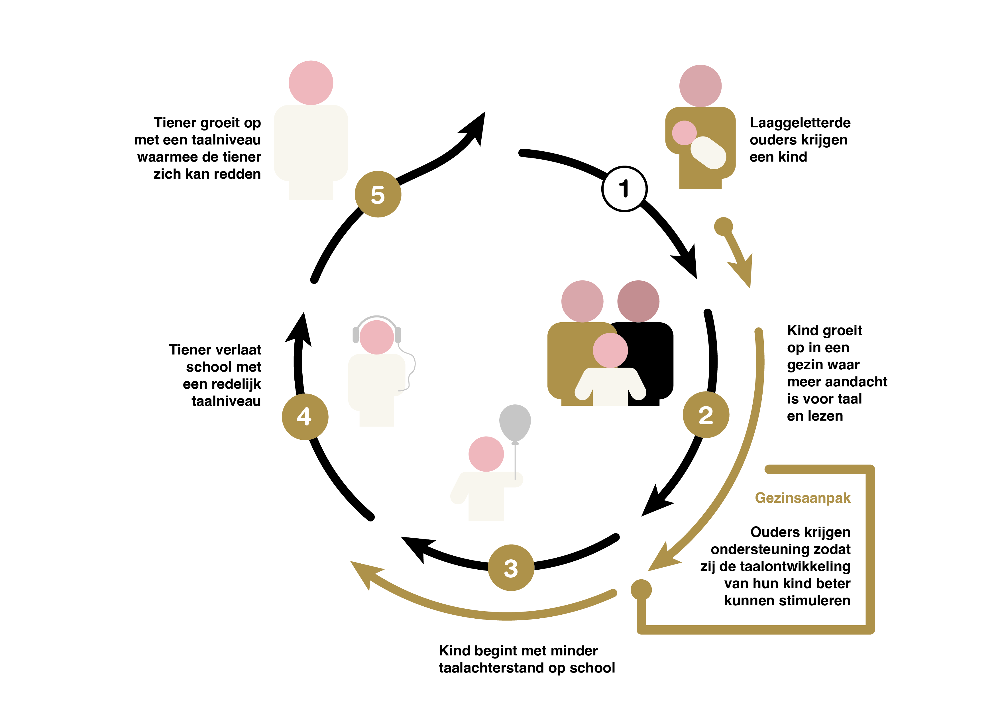 1
Laaggeletterde
ouders krijgen
een kind
2
Kind groeit
op in een
gezin waar
meer aandacht
is voor taal
en lezen
Gezinsaanpak
Ouders krijgen
ondersteuning zodat
zij de taalontwikkeling
van hun kind beter
kunnen stimuleren
3
Kind begint met minder
taalachterstand op school
4
Tiener verlaat
school met
een redelijk
taalniveau
5
Tiener groeit op
met een taalniveau
waarmee de tiener
zich kan redden